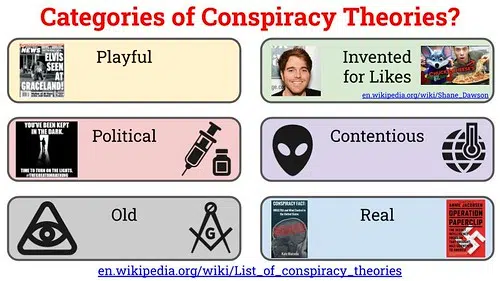 Categories of Conspiracy Theories?
NEWS
ELVIS
SEEN
AT
GRACELAND!
Playful
Invented
for Likes
en.wikipedia.org/wiki/Shane_Dawson
YOU'VE BEEN KEPT
IN THE DARK.
TIME TO TURN ON THE LIGHTS.
Political
Contentious
Old
G
CONSPIRACY FACT:
Real
ANNIE JACOBSEN
OPERATION
PAPERCLIP
en.wikipedia.org/wiki/List_of_conspiracy_theories